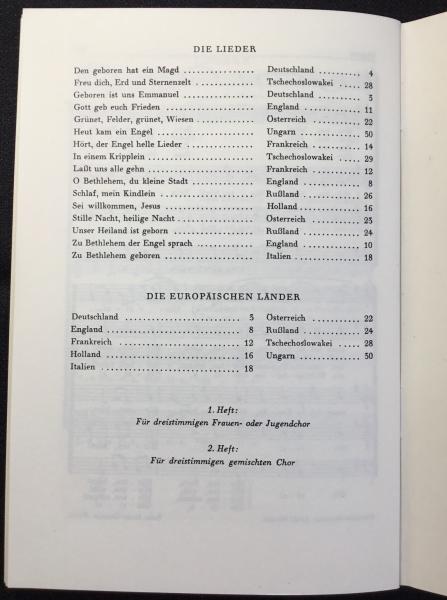 DIE LIEDER
Den geboren hat ein Magd ................ Deutschland .......... 4
Freu dich, Erd und Sternenzelt ............. Tschechoslowakei ..... 28
Geboren ist uns Emmanuel ................ Deutschland .......... 5
Gott geb euch Frieden ................ England .......... 11
Grünet, Felder, grünet, Wiesen ............. Österreich .......... 22
Heut kam ein Engel ................ Ungarn .......... 30
Hört, der Engel helle Lieder ................ Frankreich .......... 14
In einem Kripplein ................ Tschechoslowakei ..... 29
Laßt uns alle gehn ................ Frankreich .......... 12
O Bethlehem, du kleine Stadt ............. England .......... 8
Schlaf, mein Kindlein ................ Rußland .......... 26
Sei willkommen, Jesus ................ Holland .......... 16
Stille Nacht, heilige Nacht ................ Österreich .......... 23
Unser Heiland ist geborn ................ Rußland .......... 24
Zu Bethlehem der Engel sprach ............. England .......... 10
Zu Bethlehem geboren ................ Italien .......... 18
DIE EUROPÄISCHEN LÄNDER
Deutschland .......... 5 Österreich .......... 22
England .......... 8 Rußland .......... 24
Frankreich .......... 12 Tschechoslowakei ..... 28
Holland .......... 16 Ungarn .......... 30
Italien .......... 18
1. Heft:
Für dreistimmigen Frauen- oder Jugendchor
2. Heft:
Für dreistimmigen gemischten Chor